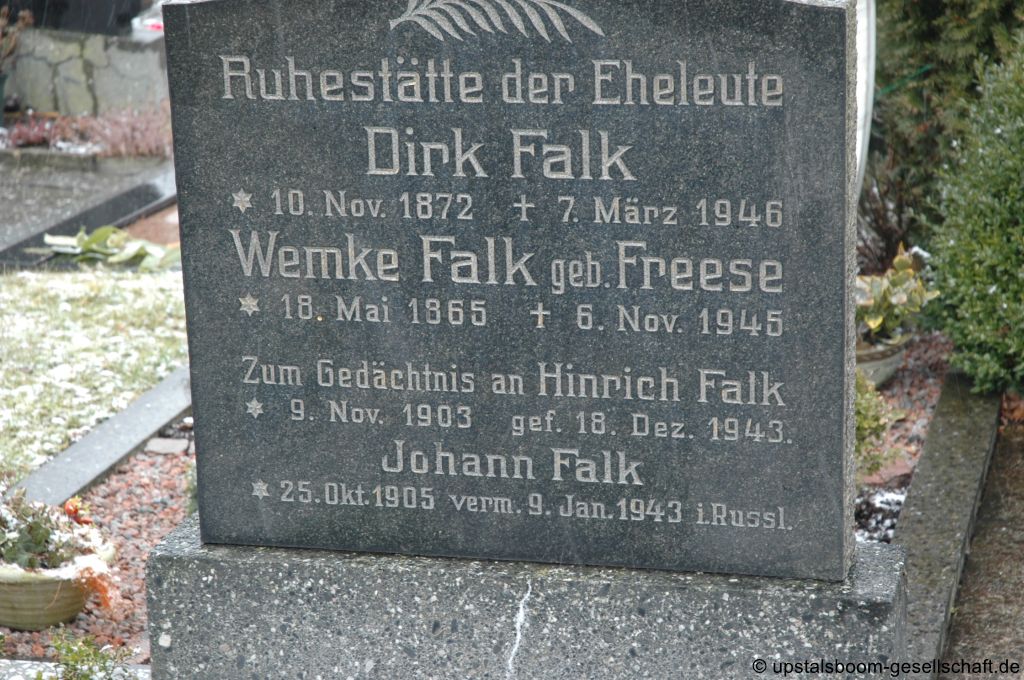 Ruhestätte der Eheleute
Dirk Falk
* 10. Nov. 1872 † 7. März 1946
Wemke Falk geb. Freese
* 18. Mai 1865 † 6. Nov. 1945
Zum Gedächtnis an Hinrich Falk
* 9. Nov. 1903 gef. 18. Dez. 1943.
Johann Falk
* 25. Okt. 1905 verm. 9. Jan. 1943 i. Russl.
© upstalsboom-gesellschaft.de